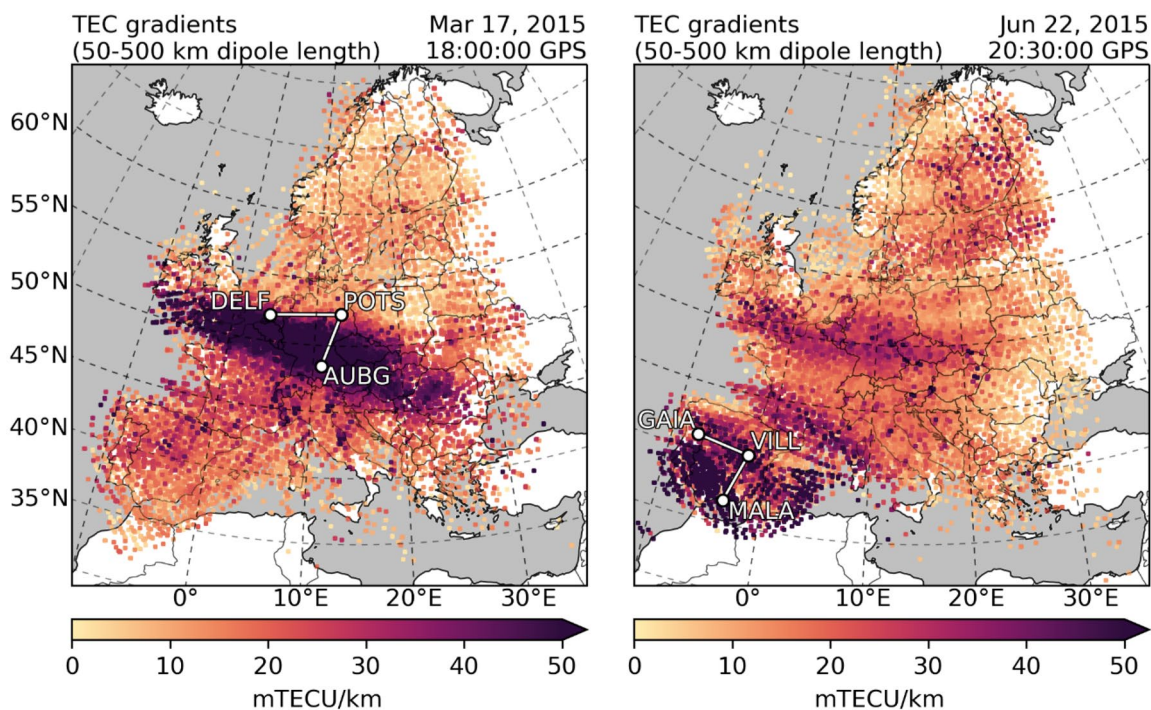 TEC gradients
(50-500 km dipole length)
Mar 17, 2015
18:00:00 GPS
60°N
55°N
50°N
45°N
40°N
35°N
DELF
POTS
AUBG
0° 10°E 20°E 30°E
0 10 20 30 40 50
mTECU/km
TEC gradients
(50-500 km dipole length)
Jun 22, 2015
20:30:00 GPS
GAIA
VILL
MALA
0° 10°E 20°E 30°E
0 10 20 30 40 50
mTECU/km